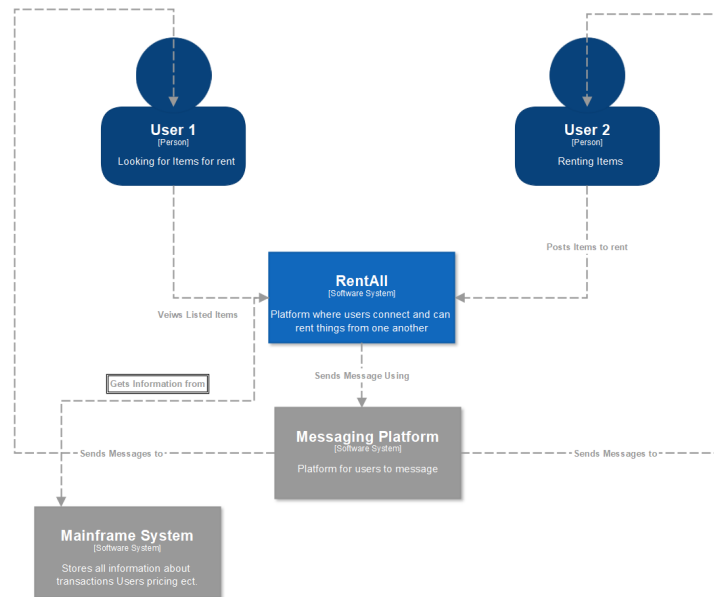 User 1
[Person]
Looking for Items for rent
User 2
[Person]
Renting Items
Posts Items to rent
RentAll
[Software System]
Platform where users connect and can
rent things from one another
Veiws Listed Items
Sends Message Using
Gets Information from
Messaging Platform
[Software System]
Platform for users to message
Sends Messages to
Sends Messages to
Mainframe System
[Software System]
Stores all information about
transactions Users pricing ect.